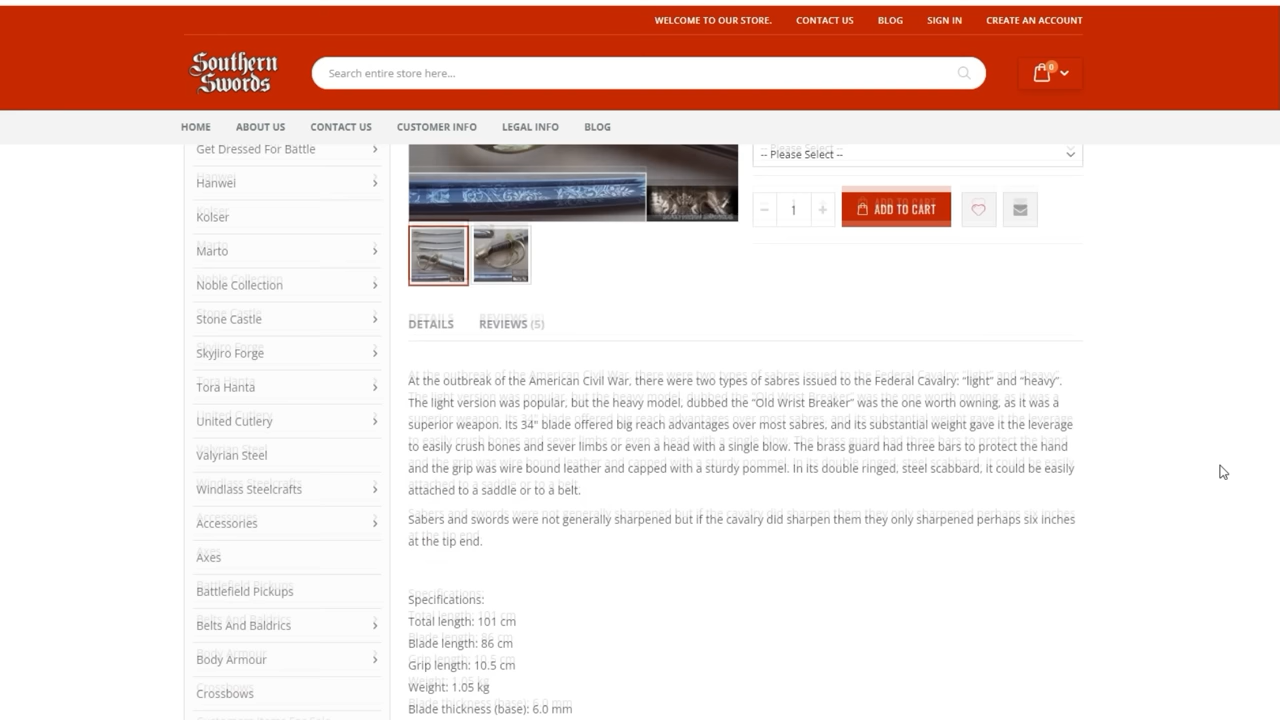 WELCOME TO OUR STORE. CONTACT US BLOG SIGN IN CREATE AN ACCOUNT
Southern
Swords
Search entire store here...
0
HOME ABOUT US CONTACT US CUSTOMER INFO LEGAL INFO BLOG
Get Dressed For Battle
Hanwei
Kolser
Marto
Noble Collection
Stone Castle
Skyjiro Forge
Tora Hanta
United Cutlery
Valyrian Steel
Windlass Steelcrafts
Accessories
Axes
Battlefield Pickups
Belts And Baldrics
Body Armour
Crossbows
-- Please Select --
1
ADD TO CART
DETAILS REVIEWS (5)
At the outbreak of the American Civil War, there were two types of sabres issued to the Federal Cavalry: “light” and “heavy”.
The light version was popular, but the heavy model, dubbed the “Old Wrist Breaker” was the one worth owning, as it was a
superior weapon. Its 34" blade offered big reach advantages over most sabres, and its substantial weight gave it the leverage
to easily crush bones and sever limbs or even a head with a single blow. The brass guard had three bars to protect the hand
and the grip was wire bound leather and capped with a sturdy pommel. In its double ringed, steel scabbard, it could be easily
attached to a saddle or to a belt.
Sabers and swords were not generally sharpened but if the cavalry did sharpen them they only sharpened perhaps six inches
at the tip end.
Specifications:
Total length: 101 cm
Blade length: 86 cm
Grip length: 10.5 cm
Weight: 1.05 kg
Blade thickness (base): 6.0 mm